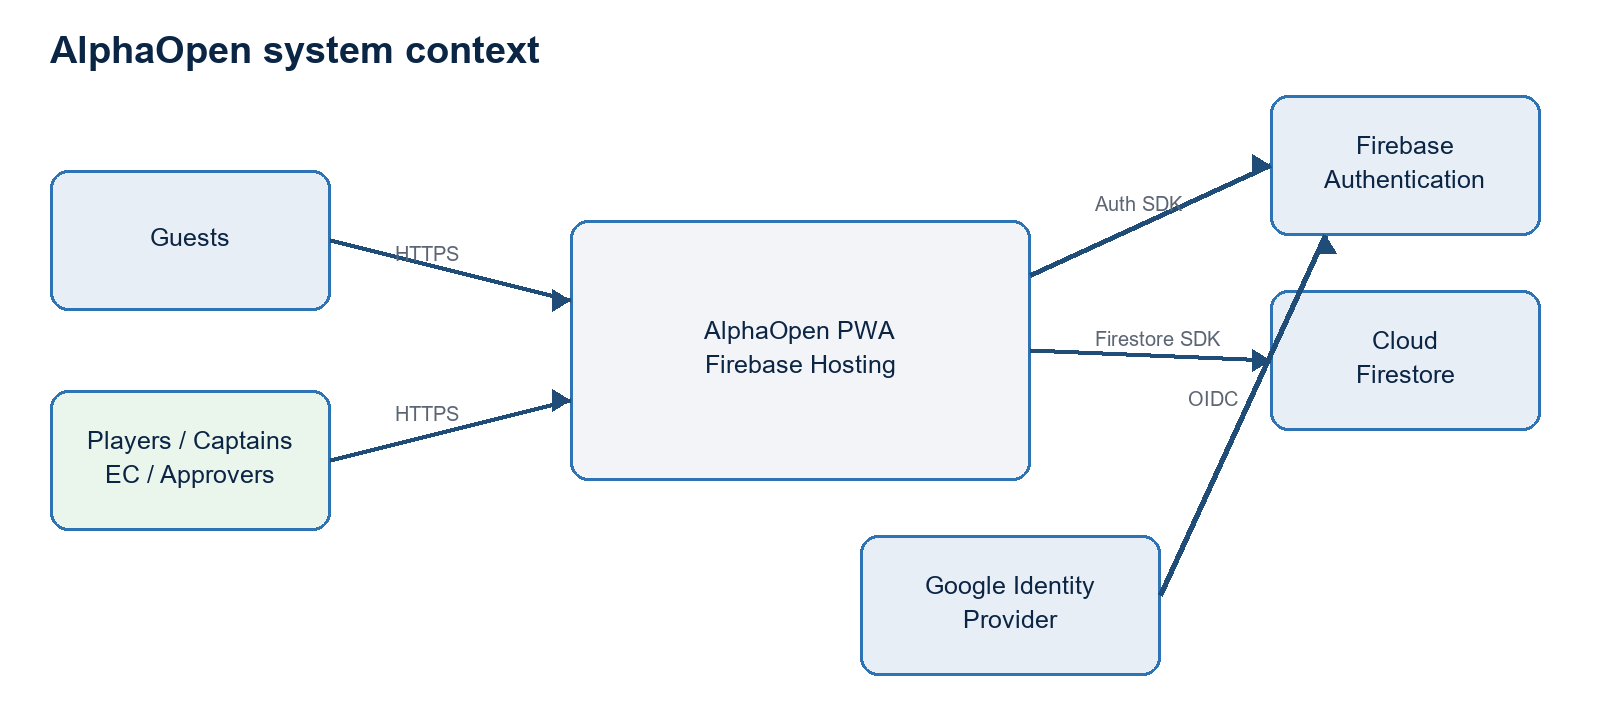 AlphaOpen system context
Guests
HTTPS
Players / Captains
EC / Approvers
HTTPS
AlphaOpen PWA
Firebase Hosting
Auth SDK
Firebase
Authentication
Firestore SDK
Cloud
Firestore
OIDC
Google Identity
Provider